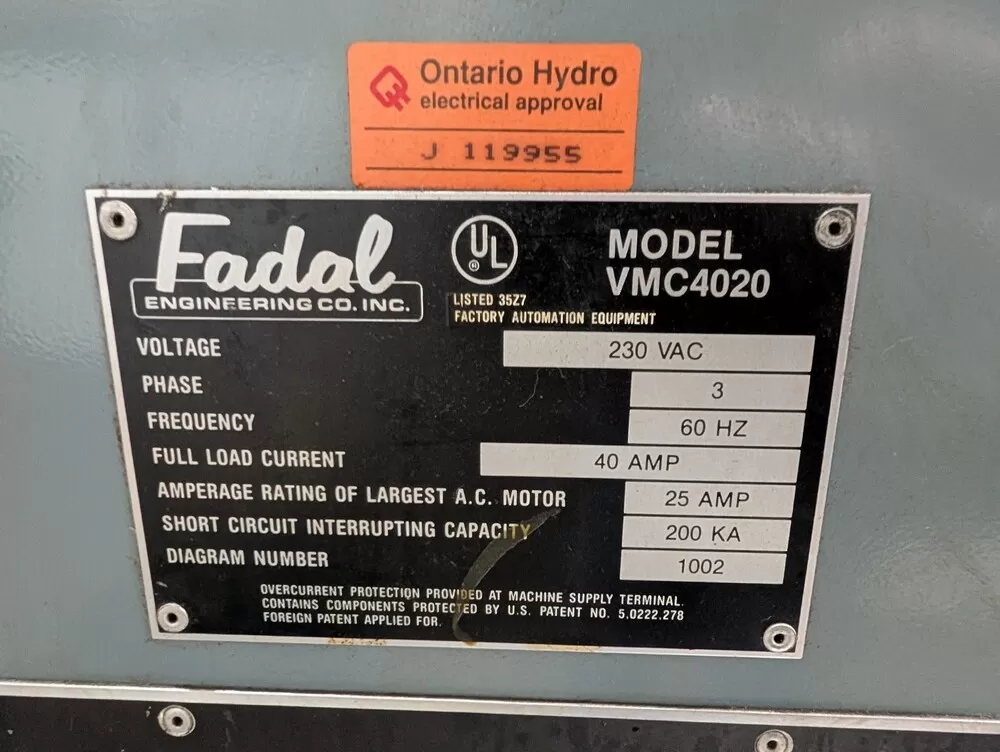 Ontario Hydro
electrical approval
J 119955
Fadal
ENGINEERING CO. INC.
UL
®
LISTED 35Z7
FACTORY AUTOMATION EQUIPMENT
MODEL
VMC4020
VOLTAGE 230 VAC
PHASE 3
FREQUENCY 60 HZ
FULL LOAD CURRENT 40 AMP
AMPERAGE RATING OF LARGEST A.C. MOTOR 25 AMP
SHORT CIRCUIT INTERRUPTING CAPACITY 200 KA
DIAGRAM NUMBER 1002
OVERCURRENT PROTECTION PROVIDED AT MACHINE SUPPLY TERMINAL.
CONTAINS COMPONENTS PROTECTED BY U.S. PATENT NO. 5.0222.278
FOREIGN PATENT APPLIED FOR.